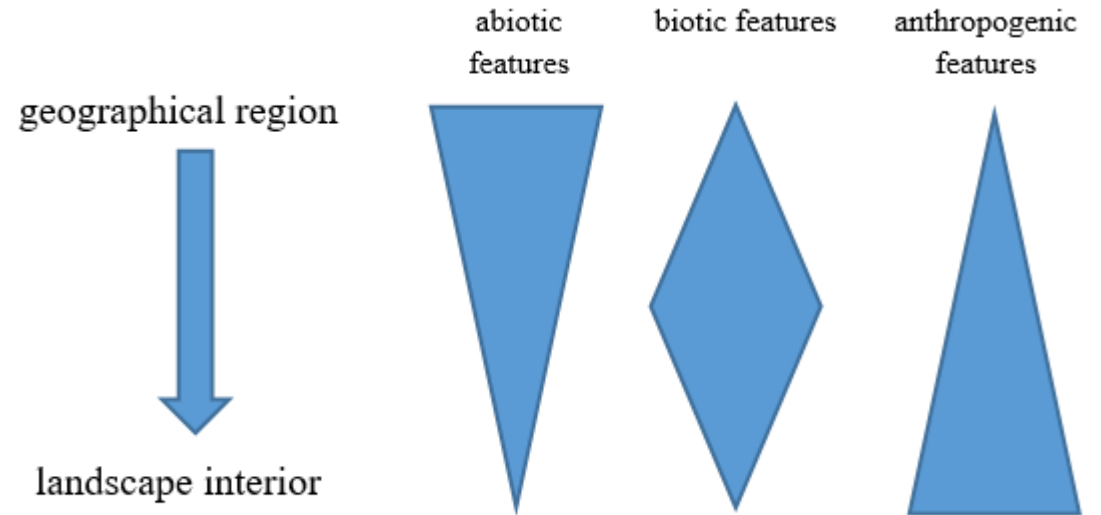 abiotic
features
biotic features
anthropogenic
features
geographical region
landscape interior